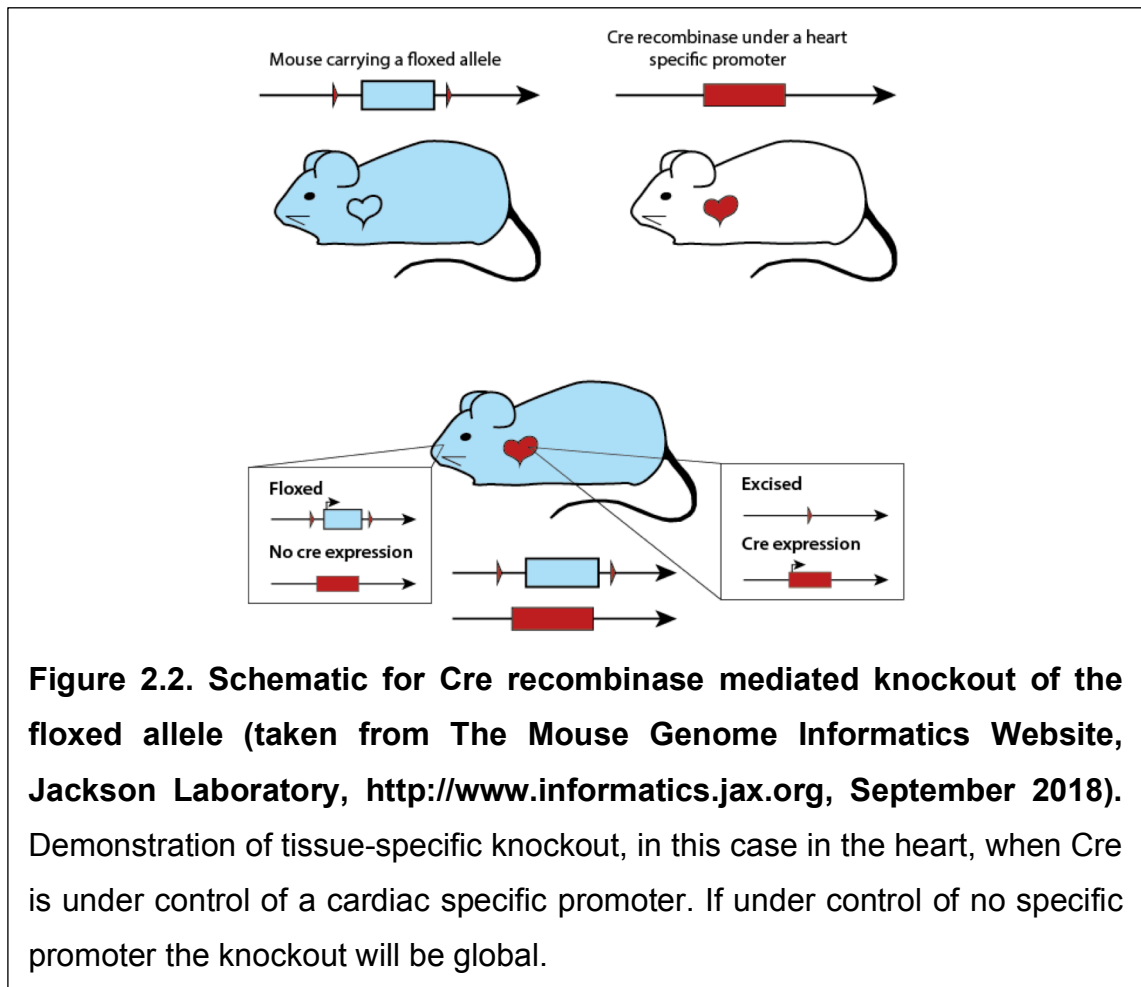 Mouse carrying a floxed allele
Cre recombinase under a heart
specific promoter
Floxed
No cre expression
Excised
Cre expression
Figure 2.2. Schematic for Cre recombinase mediated knockout of the
floxed allele (taken from The Mouse Genome Informatics Website,
Jackson Laboratory, http://www.informatics.jax.org, September 2018).
Demonstration of tissue-specific knockout, in this case in the heart, when Cre
is under control of a cardiac specific promoter. If under control of no specific
promoter the knockout will be global.